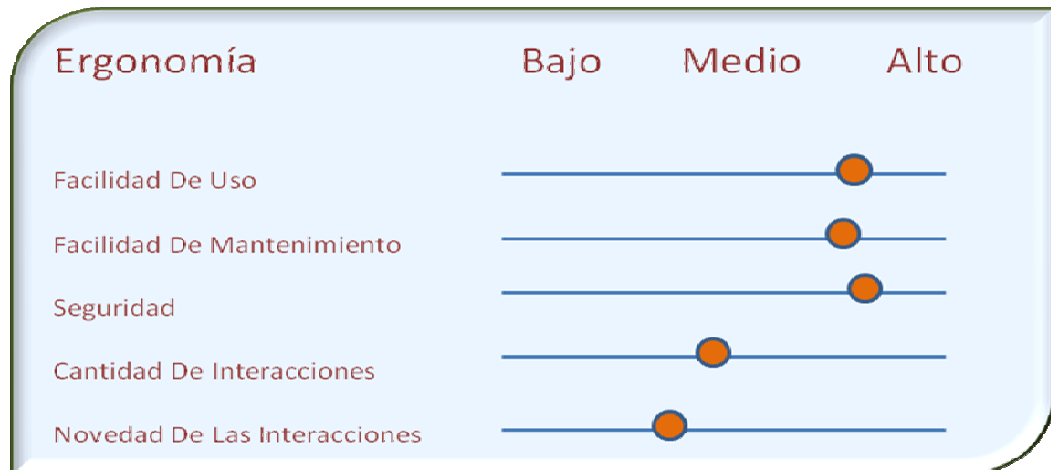 Ergonomía Bajo Medio Alto
Facilidad De Uso
Facilidad De Mantenimiento
Seguridad
Cantidad De Interacciones
Novedad De Las Interacciones